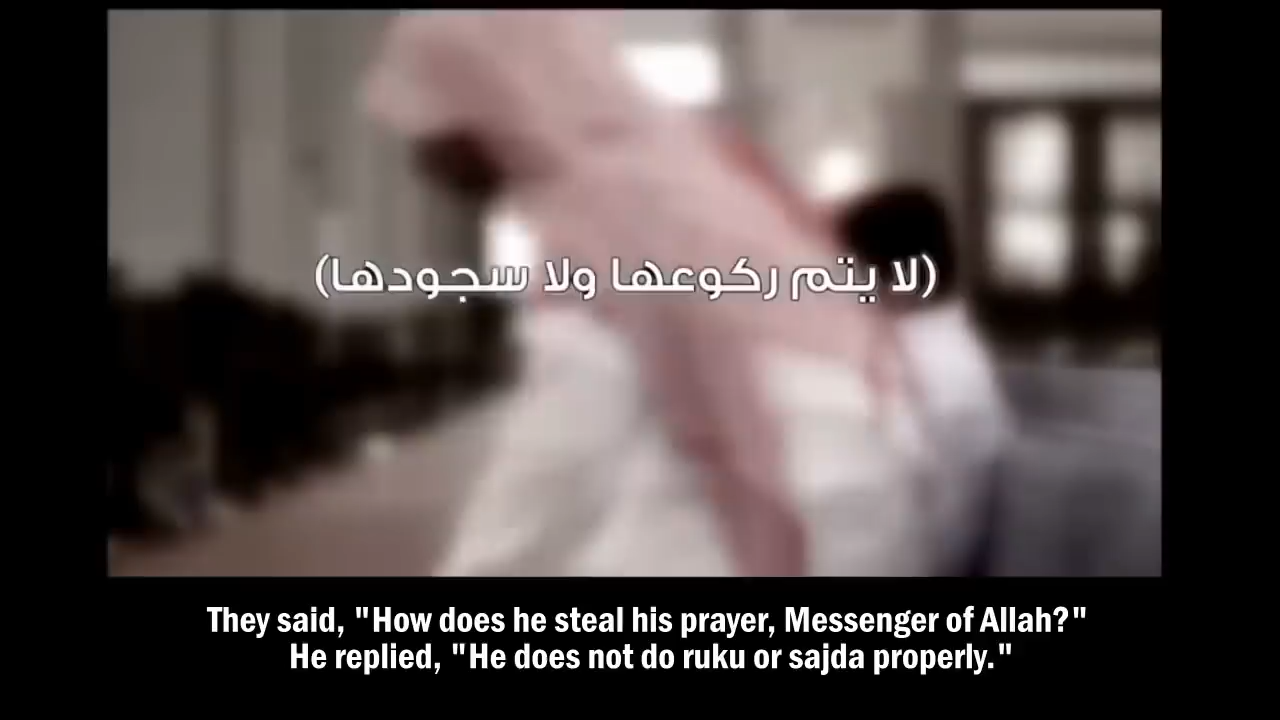 (لا يتم ركوعها ولا سجودها)
They said, "How does he steal his prayer, Messenger of Allah?"
He replied, "He does not do ruku or sajda properly."